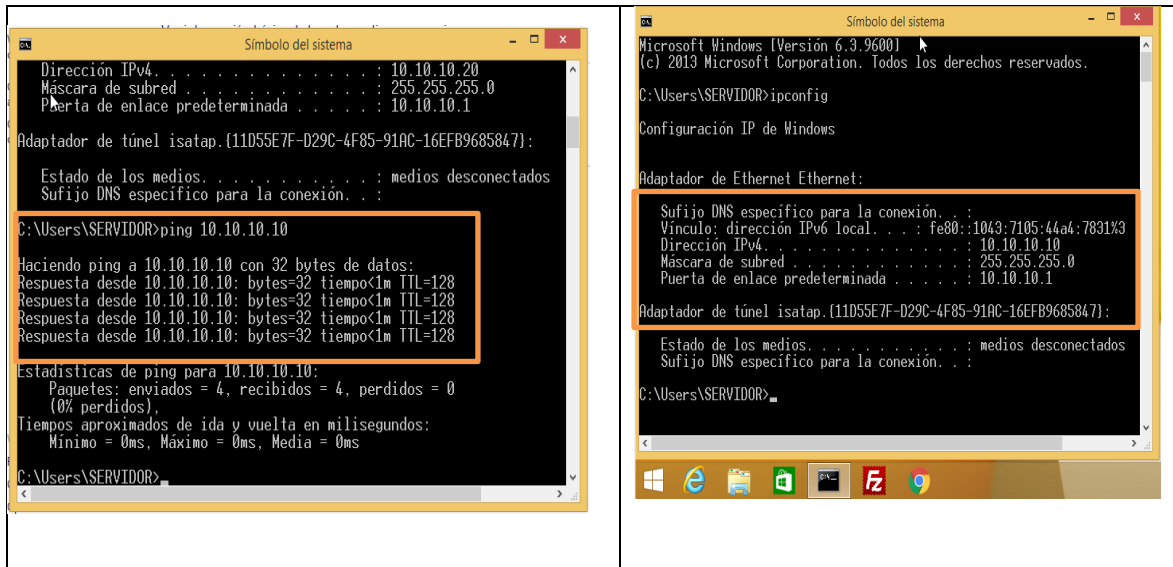 Símbolo del sistema
Dirección IPv4. . . . . . . . . . . . . . : 10.10.10.20
Máscara de subred . . . . . . . . . . . . : 255.255.255.0
Puerta de enlace predeterminada . . . . . : 10.10.10.1
Adaptador de túnel isatap.{11D55E7F-D29C-4F85-91AC-16EFB9685847}:
Estado de los medios. . . . . . . . . . . : medios desconectados
Sufijo DNS específico para la conexión. . :
C:\Users\SERVIDOR>ping 10.10.10.10
Haciendo ping a 10.10.10.10 con 32 bytes de datos:
Respuesta desde 10.10.10.10: bytes=32 tiempo<1m TTL=128
Respuesta desde 10.10.10.10: bytes=32 tiempo<1m TTL=128
Respuesta desde 10.10.10.10: bytes=32 tiempo<1m TTL=128
Respuesta desde 10.10.10.10: bytes=32 tiempo<1m TTL=128
Estadísticas de ping para 10.10.10.10:
Paquetes: enviados = 4, recibidos = 4, perdidos = 0
(0% perdidos),
Tiempos aproximados de ida y vuelta en milisegundos:
Mínimo = 0ms, Máximo = 0ms, Media = 0ms
C:\Users\SERVIDOR>
Símbolo del sistema
Microsoft Windows [Versión 6.3.9600]
(c) 2013 Microsoft Corporation. Todos los derechos reservados.
C:\Users\SERVIDOR>ipconfig
Configuración IP de Windows
Adaptador de Ethernet Ethernet:
Sufijo DNS específico para la conexión. . :
Vínculo: dirección IPv6 local. . . : fe80::1043:7105:44a4:7831%3
Dirección IPv4. . . . . . . . . . . . . . : 10.10.10.10
Máscara de subred . . . . . . . . . . . . : 255.255.255.0
Puerta de enlace predeterminada . . . . . : 10.10.10.1
Adaptador de túnel isatap.{11D55E7F-D29C-4F85-91AC-16EFB9685847}:
Estado de los medios. . . . . . . . . . . : medios desconectados
Sufijo DNS específico para la conexión. . :
C:\Users\SERVIDOR>